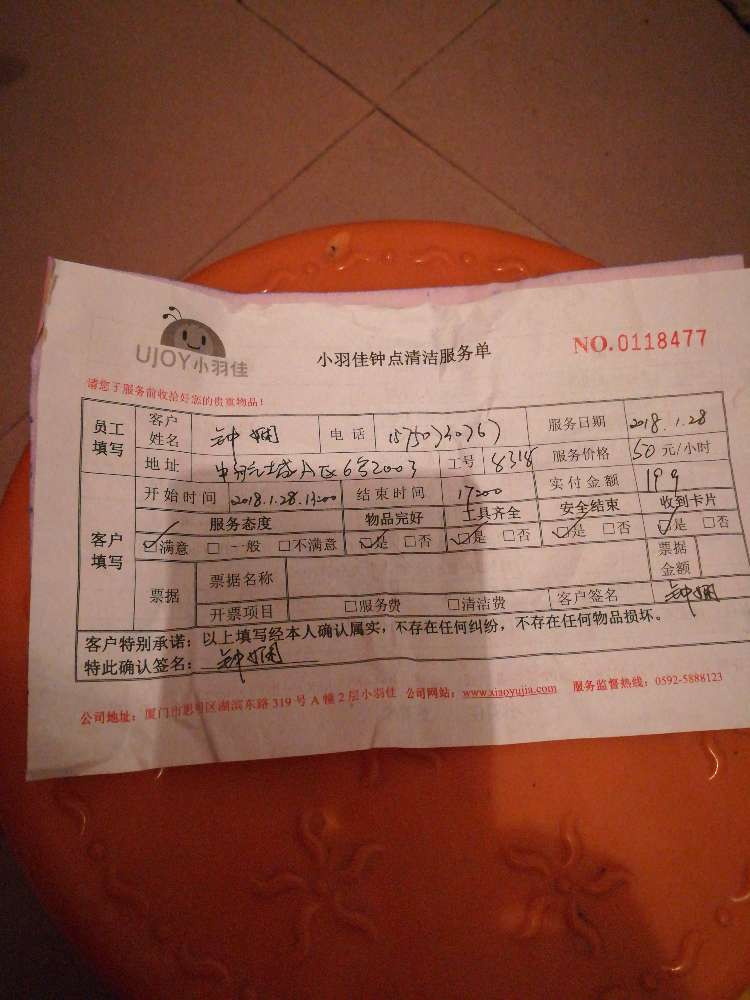 UJOY小羽佳
小羽佳钟点清洁服务单
NO.0118477
请您于服务前收拾好您的贵重物品！
员工填写 客户姓名 钟娴 电话 服务日期 2018.1.28
地址 A区6号2003 工号 8318 服务价格 50元/小时
开始时间 2018.1.28. 结束时间 17:00 实付金额 199
客户填写 服务态度 物品完好 工具齐全 安全结束 收到卡片
☑满意 □一般 □不满意 ☑是 □否 ☑是 □否 ☑是 □否 ☑是 □否
票据 票据名称 票据金额
开票项目 □服务费 □清洁费 客户签名 钟娴
客户特别承诺：以上填写经本人确认属实，不存在任何纠纷，不存在任何物品损坏。
特此确认签名：钟娴
公司地址：厦门市思明区湖滨东路319号A幢2层小羽佳 公司网站：www.xiaoyujia.com 服务监督热线：0592-5888123